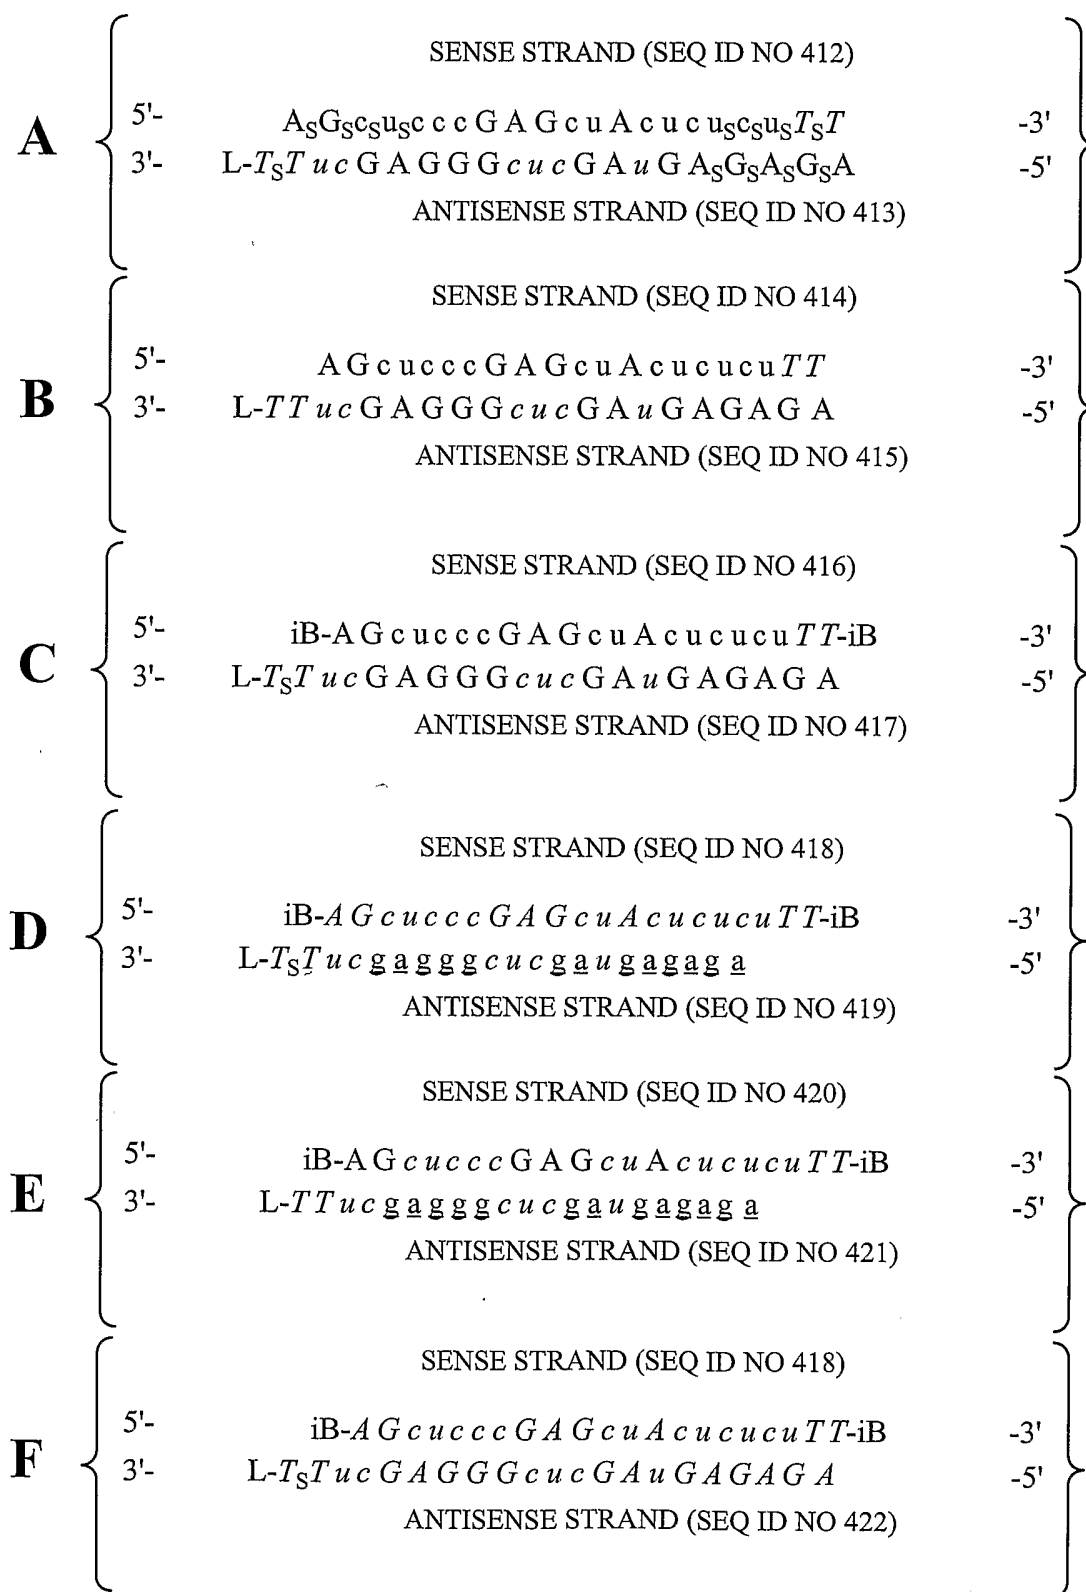 A
SENSE STRAND (SEQ ID NO 412)
5'- ASGScSuSc c c G A G c u A c u c uScSuSTST -3'
3'- L-TST u c G A G G G c u c G A u G ASGSASGSA -5'
ANTISENSE STRAND (SEQ ID NO 413)
B
SENSE STRAND (SEQ ID NO 414)
5'- A G c u c c c G A G c u A c u c u c u T T -3'
3'- L-T T u c G A G G G c u c G A u G A G A G A -5'
ANTISENSE STRAND (SEQ ID NO 415)
C
SENSE STRAND (SEQ ID NO 416)
5'- iB-A G c u c c c G A G c u A c u c u c u T T-iB -3'
3'- L-TST u c G A G G G c u c G A u G A G A G A -5'
ANTISENSE STRAND (SEQ ID NO 417)
D
SENSE STRAND (SEQ ID NO 418)
5'- iB-A G c u c c c G A G c u A c u c u c u T T-iB -3'
3'- L-TST u c g a g g g c u c g a u g a g a g a -5'
ANTISENSE STRAND (SEQ ID NO 419)
E
SENSE STRAND (SEQ ID NO 420)
5'- iB-A G c u c c c G A G c u A c u c u c u T T-iB -3'
3'- L-T T u c g a g g g c u c g a u g a g a g a -5'
ANTISENSE STRAND (SEQ ID NO 421)
F
SENSE STRAND (SEQ ID NO 418)
5'- iB-A G c u c c c G A G c u A c u c u c u T T-iB -3'
3'- L-TST u c G A G G G c u c G A u G A G A G A -5'
ANTISENSE STRAND (SEQ ID NO 422)